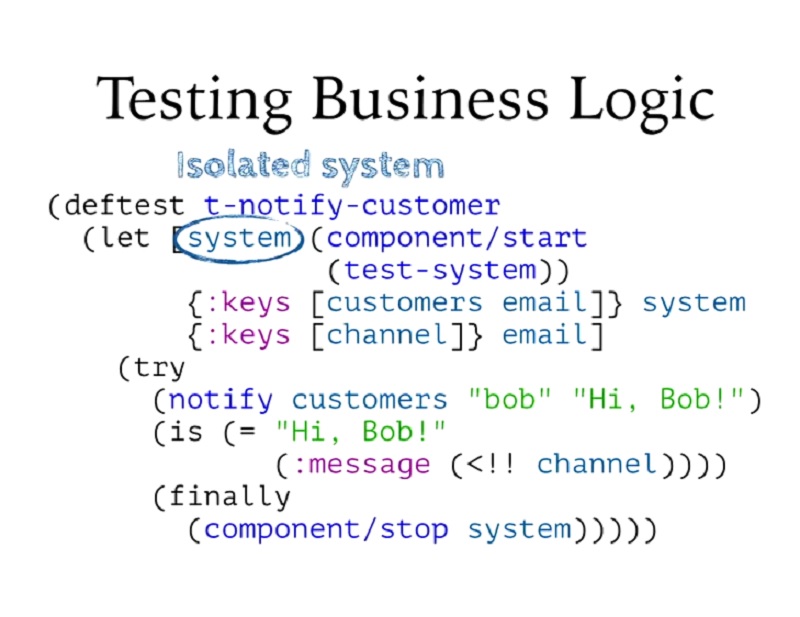 Testing Business Logic
Isolated system
(deftest t-notify-customer
(let [system (component/start
(test-system))
{:keys [customers email]} system
{:keys [channel]} email]
(try
(notify customers "bob" "Hi, Bob!")
(is (= "Hi, Bob!"
(:message (<!! channel))))
(finally
(component/stop system)))))